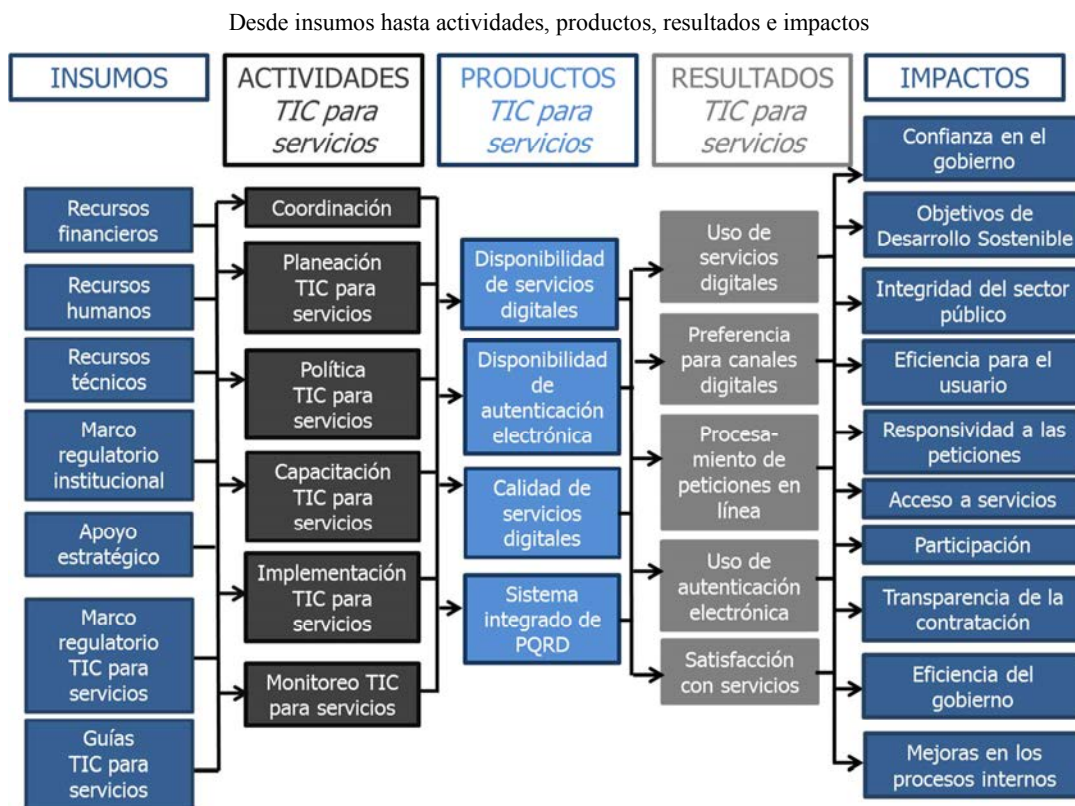 Desde insumos hasta actividades, productos, resultados e impactos
INSUMOS
ACTIVIDADES
TIC para
servicios
PRODUCTOS
TIC para
servicios
RESULTADOS
TIC para
servicios
IMPACTOS
Recursos
financieros
Recursos
humanos
Recursos
técnicos
Marco
regulatorio
institucional
Apoyo
estratégico
Marco
regulatorio
TIC para
servicios
Guías
TIC para
servicios
Coordinación
Planeación
TIC para
servicios
Política
TIC para
servicios
Capacitación
TIC para
servicios
Implementación
TIC para
servicios
Monitoreo TIC
para servicios
Disponibilidad
de servicios
digitales
Disponibilidad
de
autenticación
electrónica
Calidad de
servicios
digitales
Sistema
integrado de
PQRD
Uso de
servicios
digitales
Preferencia
para canales
digitales
Procesa-
miento de
peticiones en
línea
Uso de
autenticación
electrónica
Satisfacción
con servicios
Confianza en el
gobierno
Objetivos de
Desarrollo Sostenible
Integridad del sector
público
Eficiencia para el
usuario
Responsividad a las
peticiones
Acceso a servicios
Participación
Transparencia de la
contratación
Eficiencia del
gobierno
Mejoras en los
procesos internos